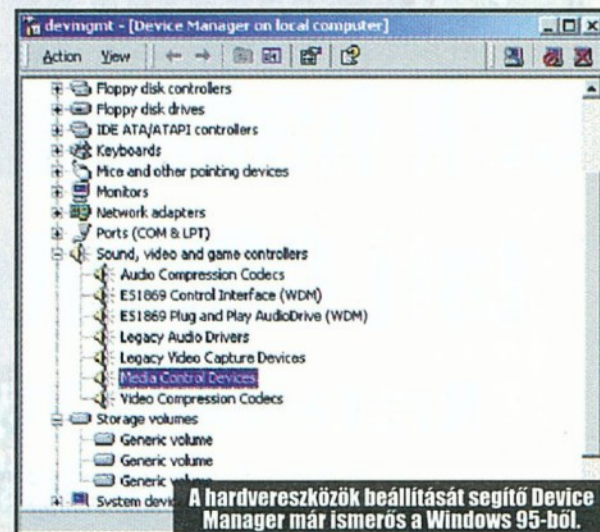 devmgmt - [Device Manager on local computer]
Action View
Floppy disk controllers
Floppy disk drives
IDE ATA/ATAPI controllers
Keyboards
Mice and other pointing devices
Monitors
Network adapters
Ports (COM & LPT)
Sound, video and game controllers
Audio Compression Codecs
ES1869 Control Interface (WDM)
ES1869 Plug and Play AudioDrive (WDM)
Legacy Audio Drivers
Legacy Video Capture Devices
Media Control Devices
Video Compression Codecs
Storage volumes
Generic volume
Generic volume
Generic volume
System devic
A hardvereszközök beállítását segítő Device
Manager már ismerős a Windows 95-ből.